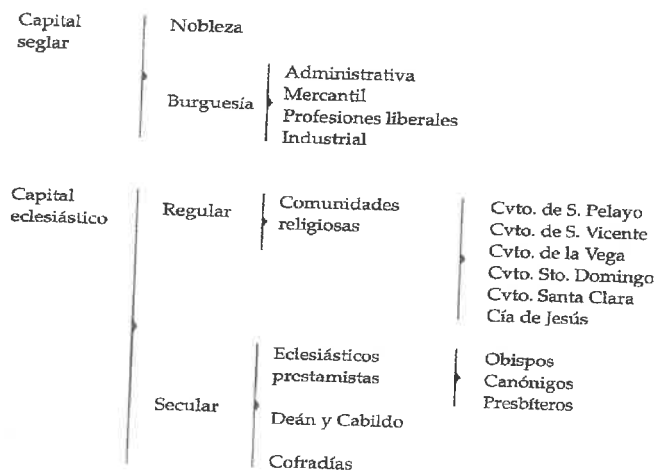 Capital
seglar
Nobleza
Burguesía
Administrativa
Mercantil
Profesiones liberales
Industrial
Capital
eclesiástico
Regular
Comunidades
religiosas
Cvto. de S. Pelayo
Cvto. de S. Vicente
Cvto. de la Vega
Cvto. Sto. Domingo
Cvto. Santa Clara
Cía de Jesús
Secular
Eclesiásticos
prestamistas
Obispos
Canónigos
Presbíteros
Deán y Cabildo
Cofradías